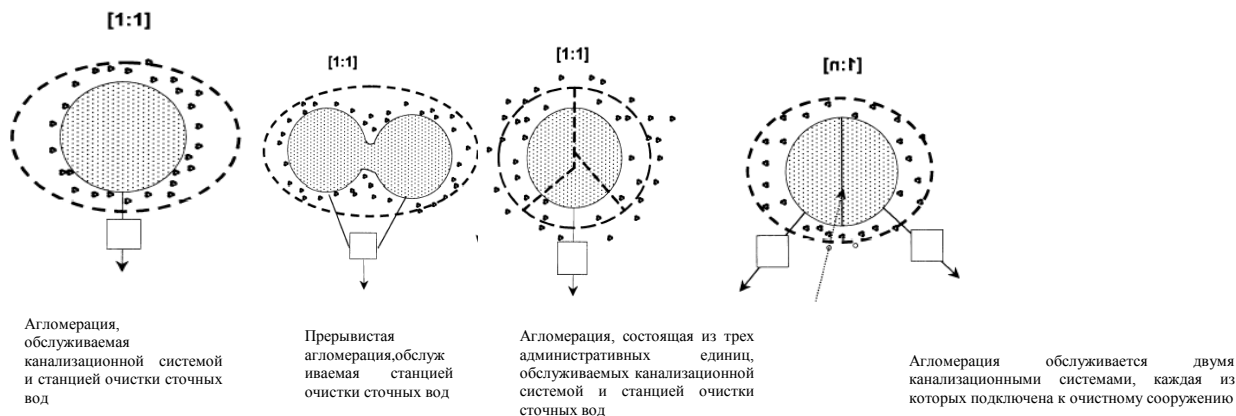 [1:1]
[1:1]
[1:1]
[1:n]
Агломерация,
обслуживаемая
канализационной системой
и станцией очистки сточных
вод
Прерывистая
агломерация,обслуж
иваемая станцией
очистки сточных вод
Агломерация, состоящая из трех
административных единиц,
обслуживаемых канализационной
системой и станцией очистки
сточных вод
Агломерация обслуживается двумя
канализационными системами, каждая из
которых подключена к очистному сооружению